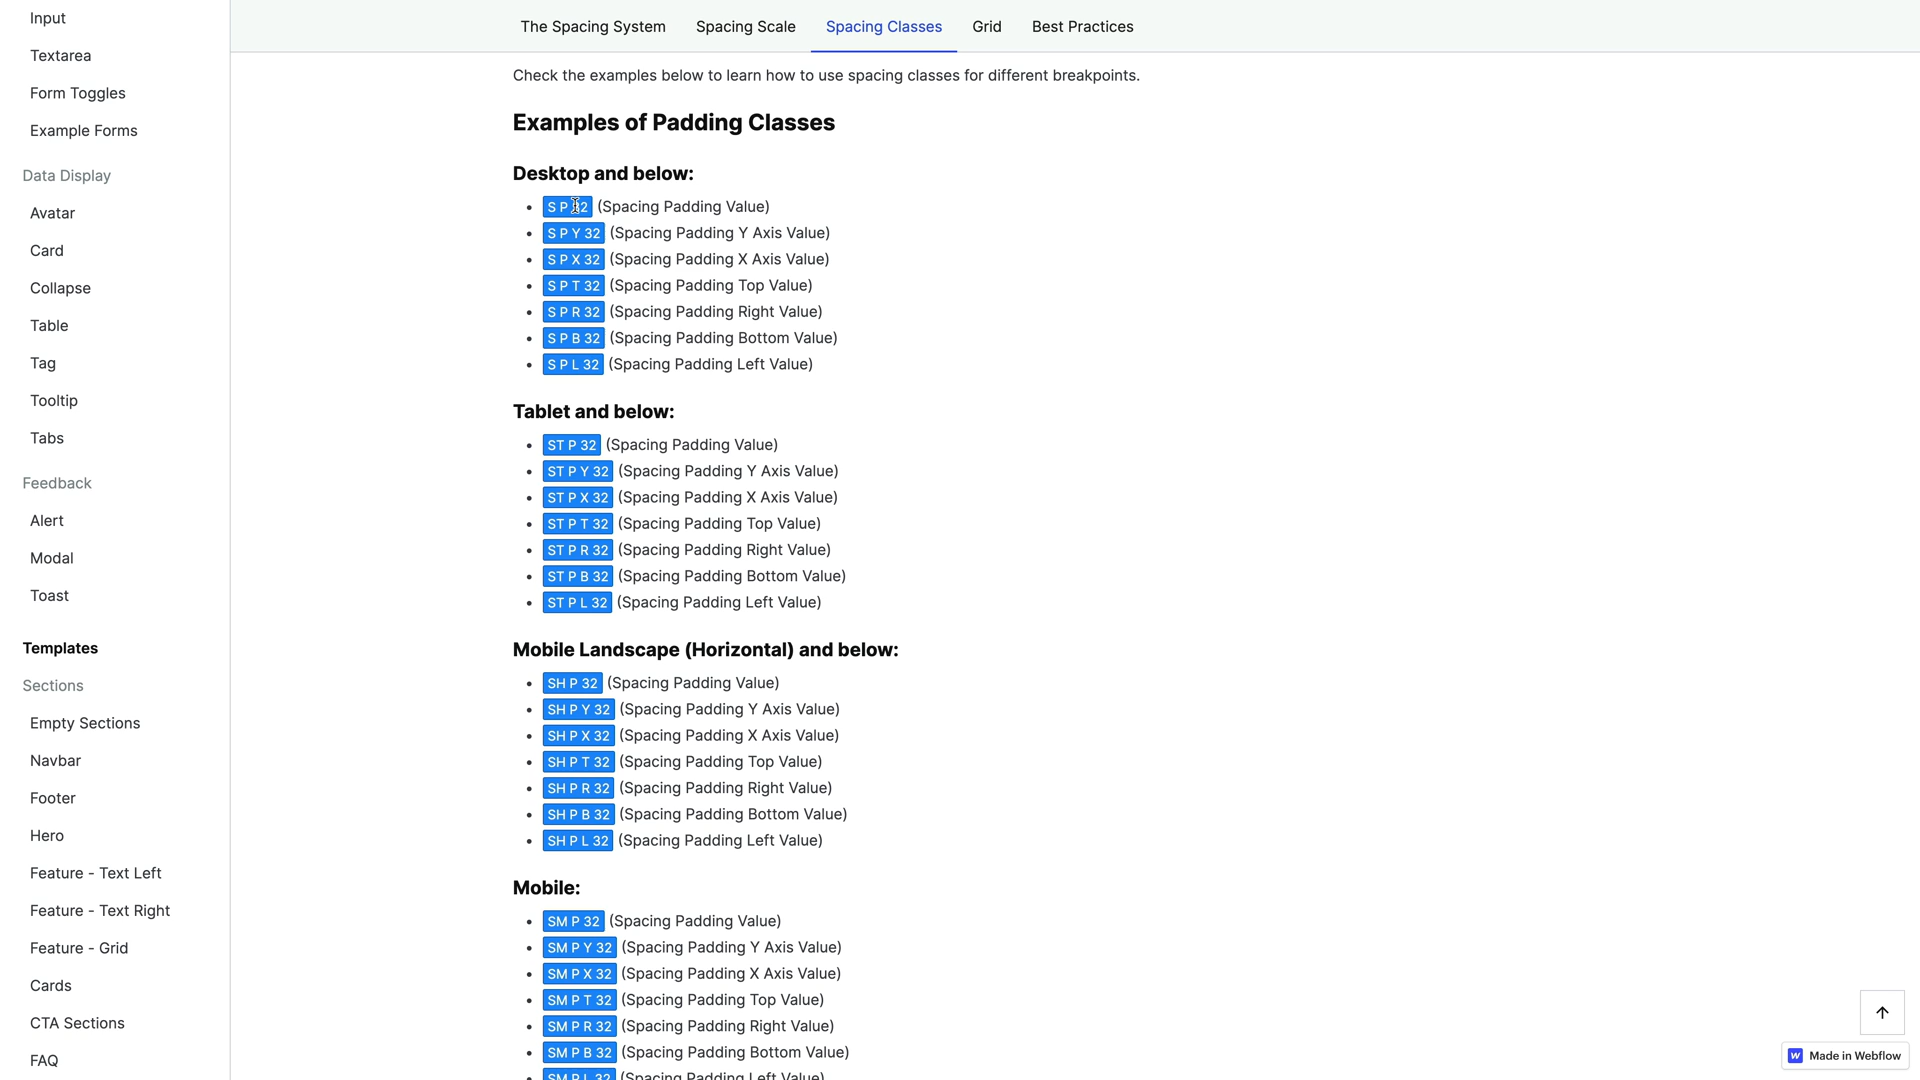 Input
Textarea
Form Toggles
Example Forms
Data Display
Avatar
Card
Collapse
Table
Tag
Tooltip
Tabs
Feedback
Alert
Modal
Toast
Templates
Sections
Empty Sections
Navbar
Footer
Hero
Feature - Text Left
Feature - Text Right
Feature - Grid
Cards
CTA Sections
FAQ
The Spacing System Spacing Scale Spacing Classes Grid Best Practices
Check the examples below to learn how to use spacing classes for different breakpoints.
Examples of Padding Classes
Desktop and below:
S P 32 (Spacing Padding Value)
S P Y 32 (Spacing Padding Y Axis Value)
S P X 32 (Spacing Padding X Axis Value)
S P T 32 (Spacing Padding Top Value)
S P R 32 (Spacing Padding Right Value)
S P B 32 (Spacing Padding Bottom Value)
S P L 32 (Spacing Padding Left Value)
Tablet and below:
ST P 32 (Spacing Padding Value)
ST P Y 32 (Spacing Padding Y Axis Value)
ST P X 32 (Spacing Padding X Axis Value)
ST P T 32 (Spacing Padding Top Value)
ST P R 32 (Spacing Padding Right Value)
ST P B 32 (Spacing Padding Bottom Value)
ST P L 32 (Spacing Padding Left Value)
Mobile Landscape (Horizontal) and below:
SH P 32 (Spacing Padding Value)
SH P Y 32 (Spacing Padding Y Axis Value)
SH P X 32 (Spacing Padding X Axis Value)
SH P T 32 (Spacing Padding Top Value)
SH P R 32 (Spacing Padding Right Value)
SH P B 32 (Spacing Padding Bottom Value)
SH P L 32 (Spacing Padding Left Value)
Mobile:
SM P 32 (Spacing Padding Value)
SM P Y 32 (Spacing Padding Y Axis Value)
SM P X 32 (Spacing Padding X Axis Value)
SM P T 32 (Spacing Padding Top Value)
SM P R 32 (Spacing Padding Right Value)
SM P B 32 (Spacing Padding Bottom Value)
SM P L 32 (Spacing Padding Left Value)
Made in Webflow